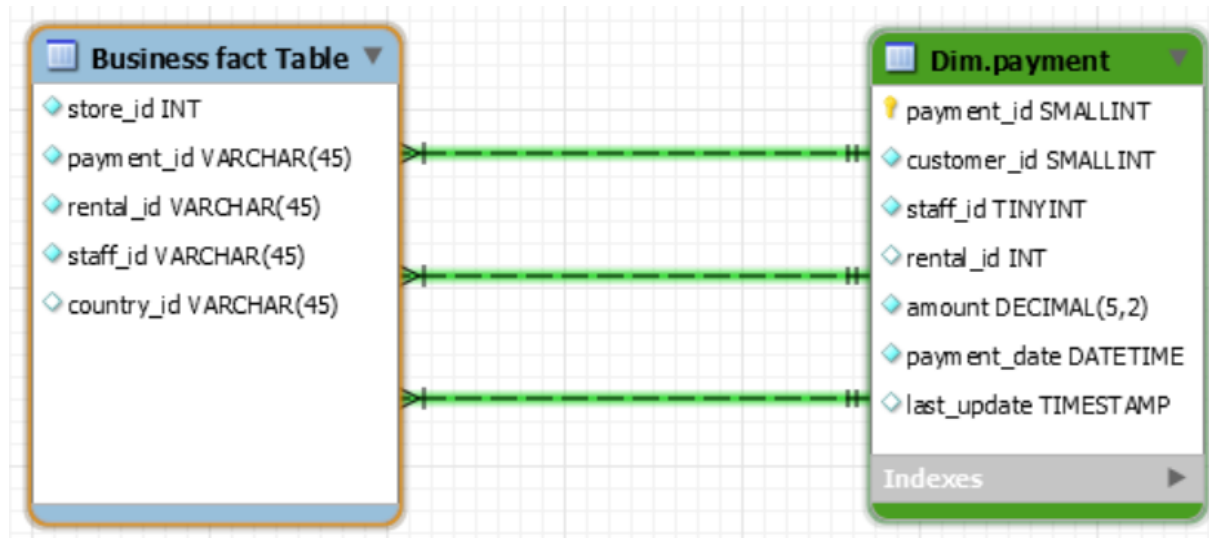 Business fact Table
store_id INT
payment_id VARCHAR(45)
rental_id VARCHAR(45)
staff_id VARCHAR(45)
country_id VARCHAR(45)
Dim.payment
payment_id SMALLINT
customer_id SMALLINT
staff_id TINYINT
rental_id INT
amount DECIMAL(5,2)
payment_date DATETIME
last_update TIMESTAMP
Indexes